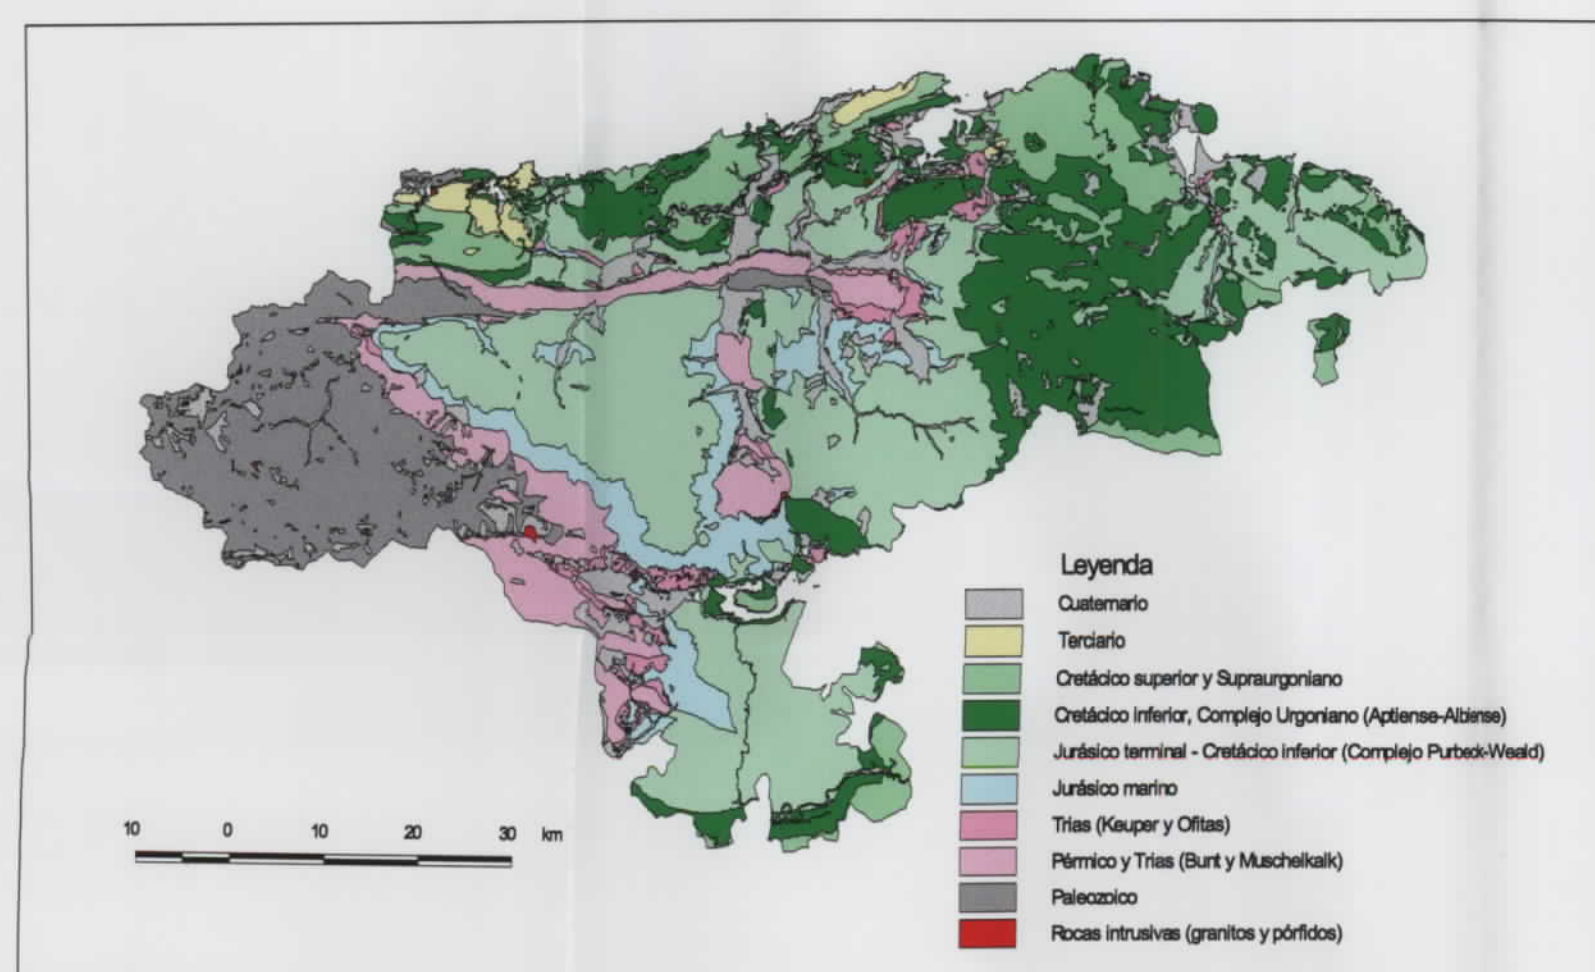 Leyenda
Cuaternario
Terciario
Cretácico superior y Supraurgoniano
Cretácico inferior, Complejo Urgoniano (Aptiense-Albiense)
Jurásico terminal - Cretácico inferior (Complejo Purbeck-Weald)
Jurásico marino
Trias (Keuper y Ofitas)
Pérmico y Trias (Bunt y Muschelkalk)
Paleozoico
Rocas intrusivas (granitos y pórfidos)
10 0 10 20 30 km